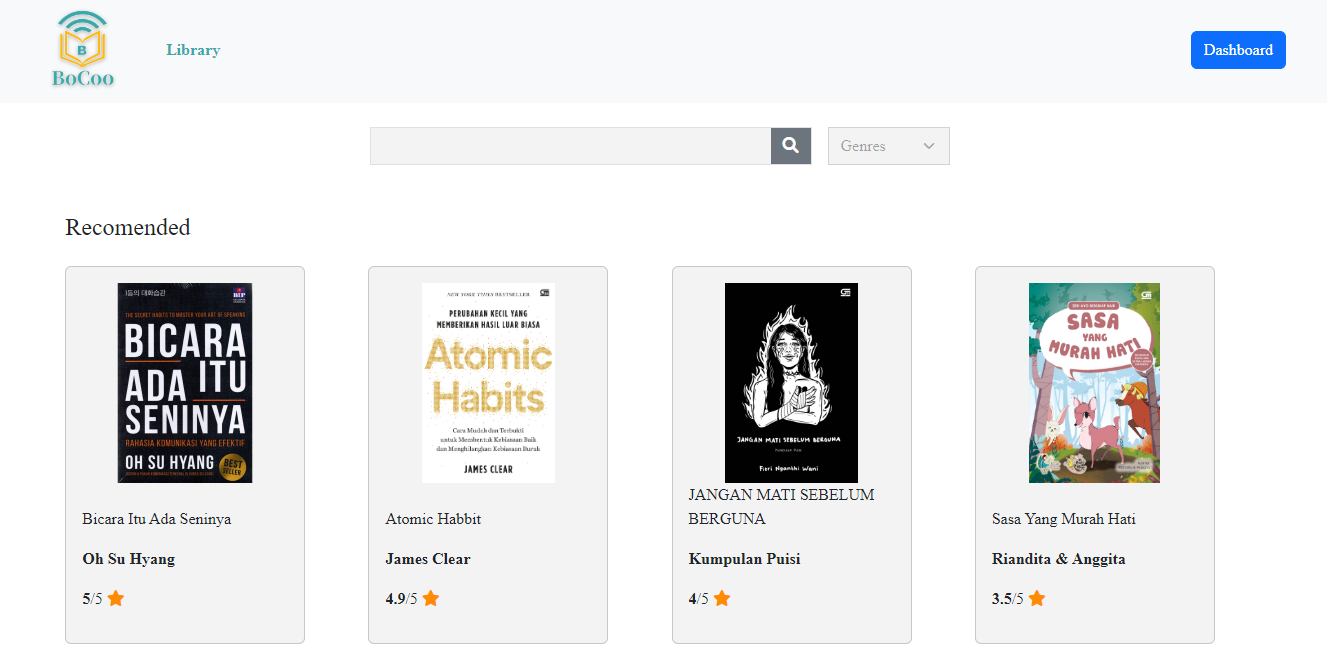 B
BoCoo
Library
Dashboard
Genres
Recomended
1등의 대화습관
BIP
THE SECRET HABITS TO MASTER YOUR ART OF SPEAKING
BICARA
ITU
ADA
SENINYA
RAHASIA KOMUNIKASI YANG EFEKTIF
OH SU HYANG
BEST
SELLER
Bicara Itu Ada Seninya
Oh Su Hyang
5/5
NEW YORK TIMES BESTSELLER
PERUBAHAN KECIL YANG
MEMBERIKAN HASIL LUAR BIASA
Atomic
Habits
Cara Mudah dan Terbukti
untuk Membentuk Kebiasaan Baik
dan Menghilangkan Kebiasaan Buruk
JAMES CLEAR
Atomic Habbit
James Clear
4.9/5
JANGAN MATI SEBELUM BERGUNA
Kumpulan Puisi
JANGAN MATI SEBELUM
BERGUNA
Kumpulan Puisi
4/5
SASA
YANG
MURAH HATI
Sasa Yang Murah Hati
Riandita & Anggita
3.5/5